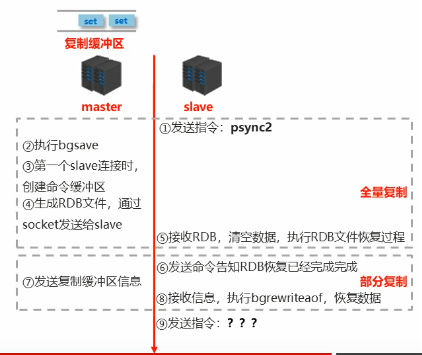 set set
复制缓冲区
master slave
①发送指令：psync2
②执行bgsave
③第一个slave连接时，
创建命令缓冲区
④生成RDB文件，通过
socket发送给slave
全量复制
⑤接收RDB，清空数据，执行RDB文件恢复过程
⑥发送命令告知RDB恢复已经完成完成
⑦发送复制缓冲区信息
部分复制
⑧接收信息，执行bgrewriteaof，恢复数据
⑨发送指令：？？？